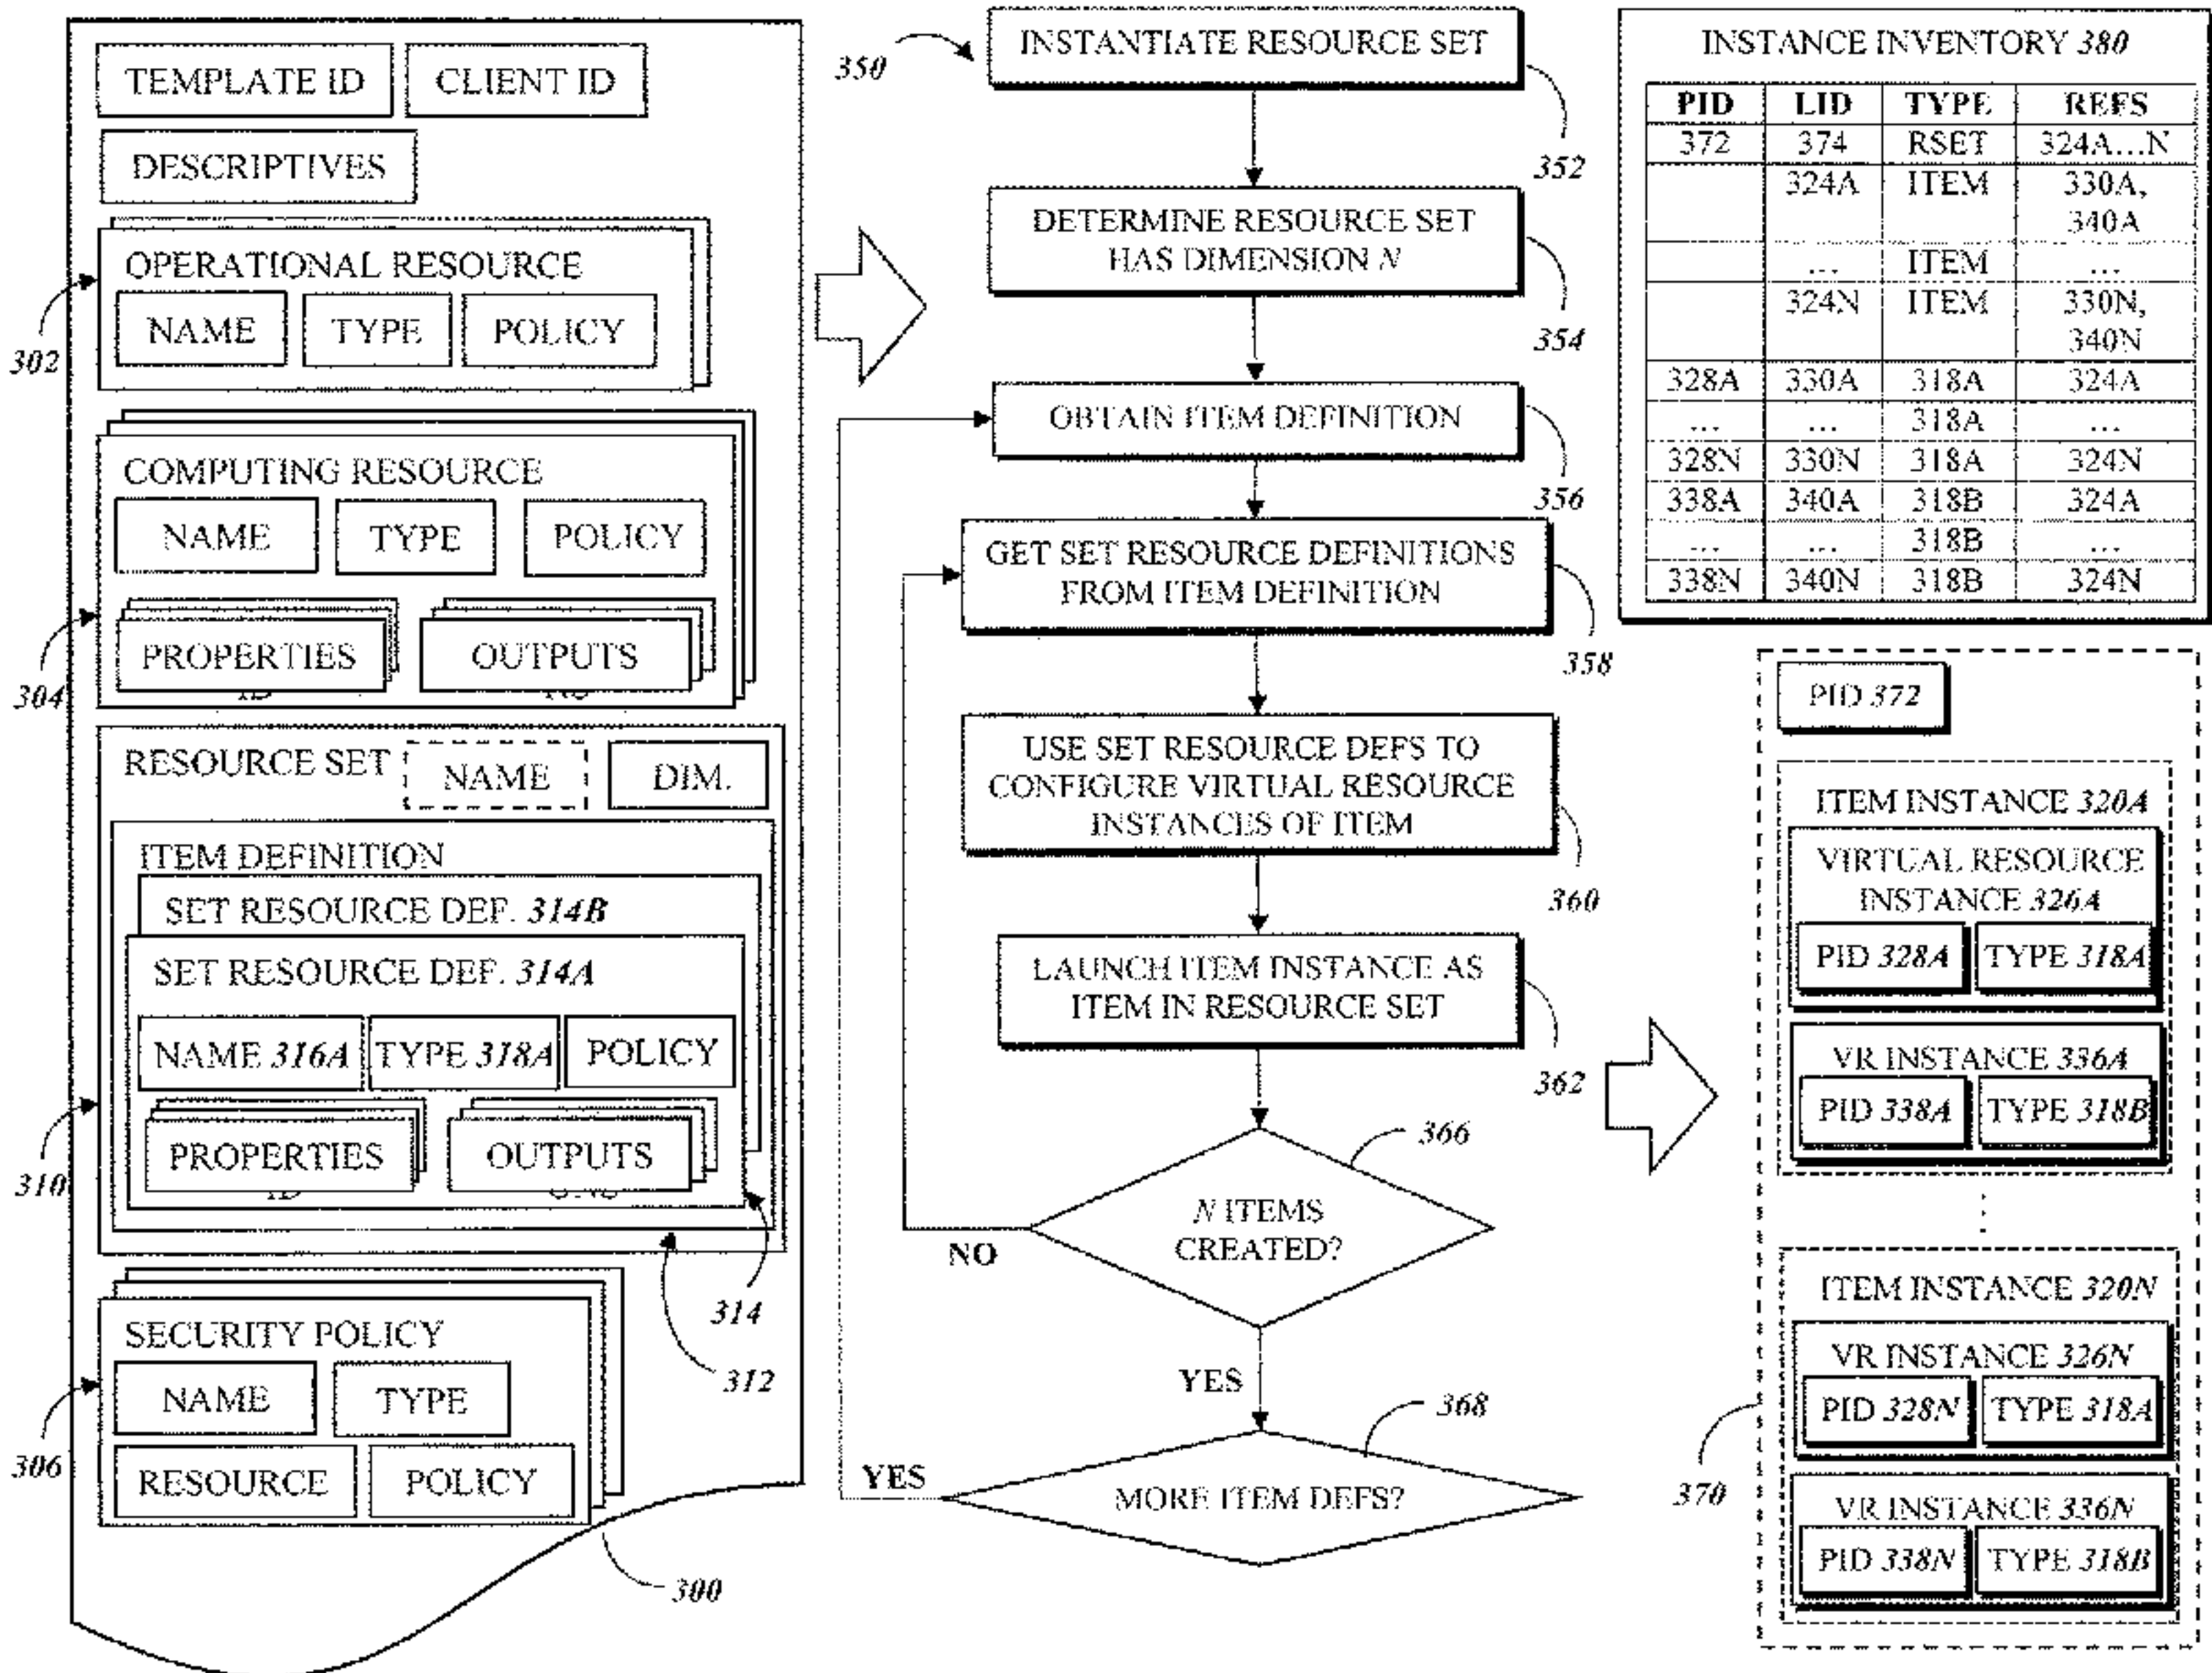 TEMPLATE ID
CLIENT ID
DESCRIPTIVES
OPERATIONAL RESOURCE
NAME
TYPE
POLICY
302
COMPUTING RESOURCE
NAME
TYPE
POLICY
PROPERTIES
OUTPUTS
304
RESOURCE SET
NAME
DIM.
ITEM DEFINITION
SET RESOURCE DEF. 314B
SET RESOURCE DEF. 314A
NAME 316A
TYPE 318A
POLICY
PROPERTIES
OUTPUTS
310
314
312
SECURITY POLICY
NAME
TYPE
RESOURCE
POLICY
306
300
350
INSTANTIATE RESOURCE SET
352
DETERMINE RESOURCE SET
HAS DIMENSION N
354
OBTAIN ITEM DEFINITION
356
GET SET RESOURCE DEFINITIONS
FROM ITEM DEFINITION
358
USE SET RESOURCE DEFS TO
CONFIGURE VIRTUAL RESOURCE
INSTANCES OF ITEM
360
LAUNCH ITEM INSTANCE AS
ITEM IN RESOURCE SET
362
366
N ITEMS
CREATED?
NO
YES
368
MORE ITEM DEFS?
YES
INSTANCE INVENTORY 380
PID LID TYPE REFS
372 374 RSET 324A...N
324A ITEM 330A,
340A
... ITEM ...
324N ITEM 330N,
340N
328A 330A 318A 324A
... ... 318A ...
328N 330N 318A 324N
338A 340A 318B 324A
... ... 318B ...
338N 340N 318B 324N
PID 372
ITEM INSTANCE 320A
VIRTUAL RESOURCE
INSTANCE 326A
PID 328A
TYPE 318A
VR INSTANCE 336A
PID 338A
TYPE 318B
ITEM INSTANCE 320N
VR INSTANCE 326N
PID 328N
TYPE 318A
VR INSTANCE 336N
PID 338N
TYPE 318B
370